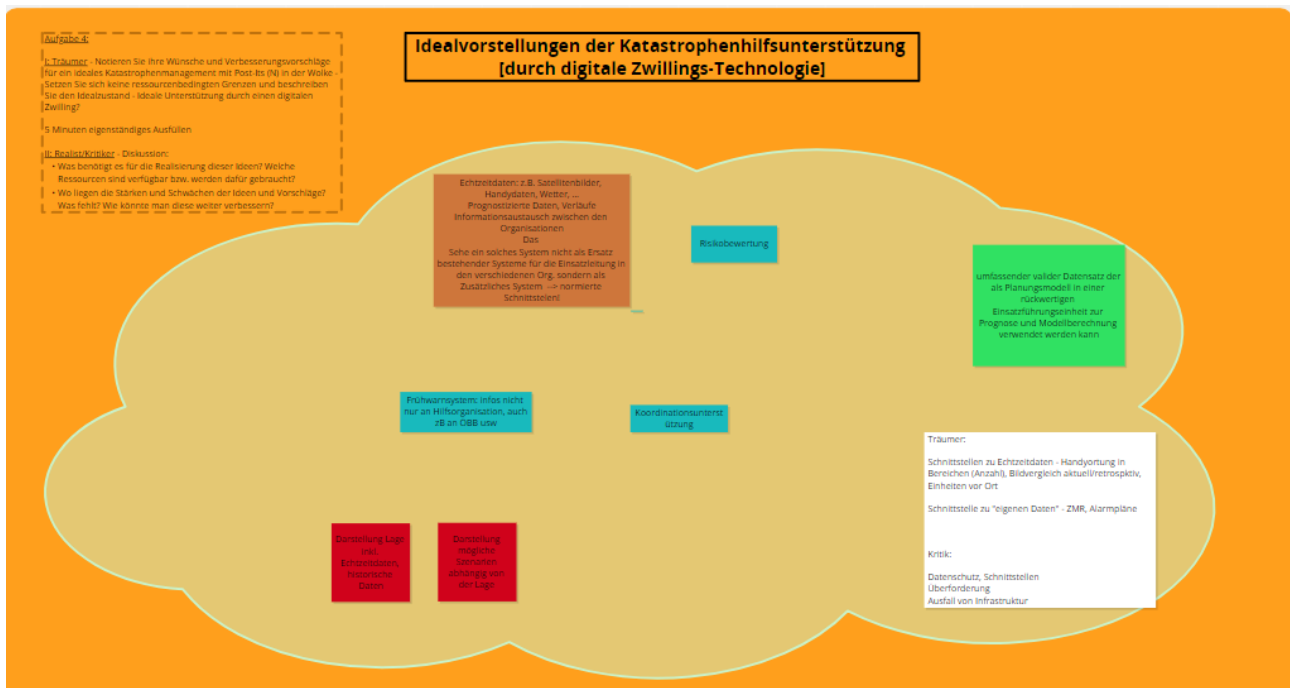 Aufgabe 4:
I: Träumer - Notieren Sie Ihre Wünsche und Verbesserungsvorschläge
für ein ideales Katastrophenmanagement mit Post-Its (N) in der Wolke -
Setzen Sie sich keine ressourcenbedingten Grenzen und beschreiben
Sie den Idealzustand - Ideale Unterstützung durch einen digitalen
Zwilling?
5 Minuten eigenständiges Ausfüllen
II: Realist/Kritiker - Diskussion:
• Was benötigt es für die Realisierung dieser Ideen? Welche
Ressourcen sind verfügbar bzw. werden dafür gebraucht?
• Wo liegen die Stärken und Schwächen der Ideen und Vorschläge?
Was fehlt? Wie könnte man diese weiter verbessern?
Idealvorstellungen der Katastrophenhilfsunterstützung
[durch digitale Zwillings-Technologie]
Echtzeitdaten: z.B. Satellitenbilder,
Handydaten, Wetter, ...
Prognostizierte Daten, Verläufe
Informationsaustausch zwischen den
Organisationen
Das
Sehe ein solches System nicht als Ersatz
bestehender Systeme für die Einsatzleitung in
den verschiedenen Org. sondern als
Zusätzliches System --> normierte
Schnittstelen!
Risikobewertung
umfassender valider Datensatz der
als Planungsmodell in einer
rückwertigen
Einsatzführungseinheit zur
Prognose und Modellberechnung
verwendet werden kann
Frühwarnsystem: infos nicht
nur an Hilfsorganisation, auch
zB an ÖBB usw
Koordinationsunterst
ützung
Darstellung Lage
inkl.
Echtzeitdaten,
historische
Daten
Darstellung
mögliche
Szenarien
abhängig von
der Lage
Träumer:
Schnittstellen zu Echtzeitdaten - Handyortung in
Bereichen (Anzahl), Bildvergleich aktuell/retrospktiv,
Einheiten vor Ort
Schnittstelle zu "eigenen Daten" - ZMR, Alarmpläne
Kritik:
Datenschutz, Schnittstellen
Überforderung
Ausfall von Infrastruktur